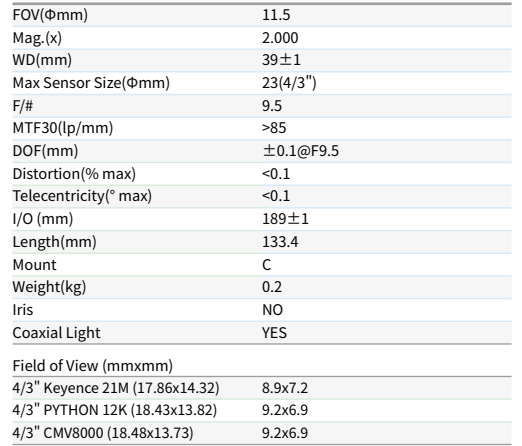 FOV(Φmm) 11.5
Mag.(x) 2.000
WD(mm) 39±1
Max Sensor Size(Φmm) 23(4/3")
F/# 9.5
MTF30(lp/mm) >85
DOF(mm) ±0.1@F9.5
Distortion(% max) <0.1
Telecentricity(° max) <0.1
I/O (mm) 189±1
Length(mm) 133.4
Mount C
Weight(kg) 0.2
Iris NO
Coaxial Light YES
Field of View (mmxmm)
4/3" Keyence 21M (17.86x14.32) 8.9x7.2
4/3" PYTHON 12K (18.43x13.82) 9.2x6.9
4/3" CMV8000 (18.48x13.73) 9.2x6.9